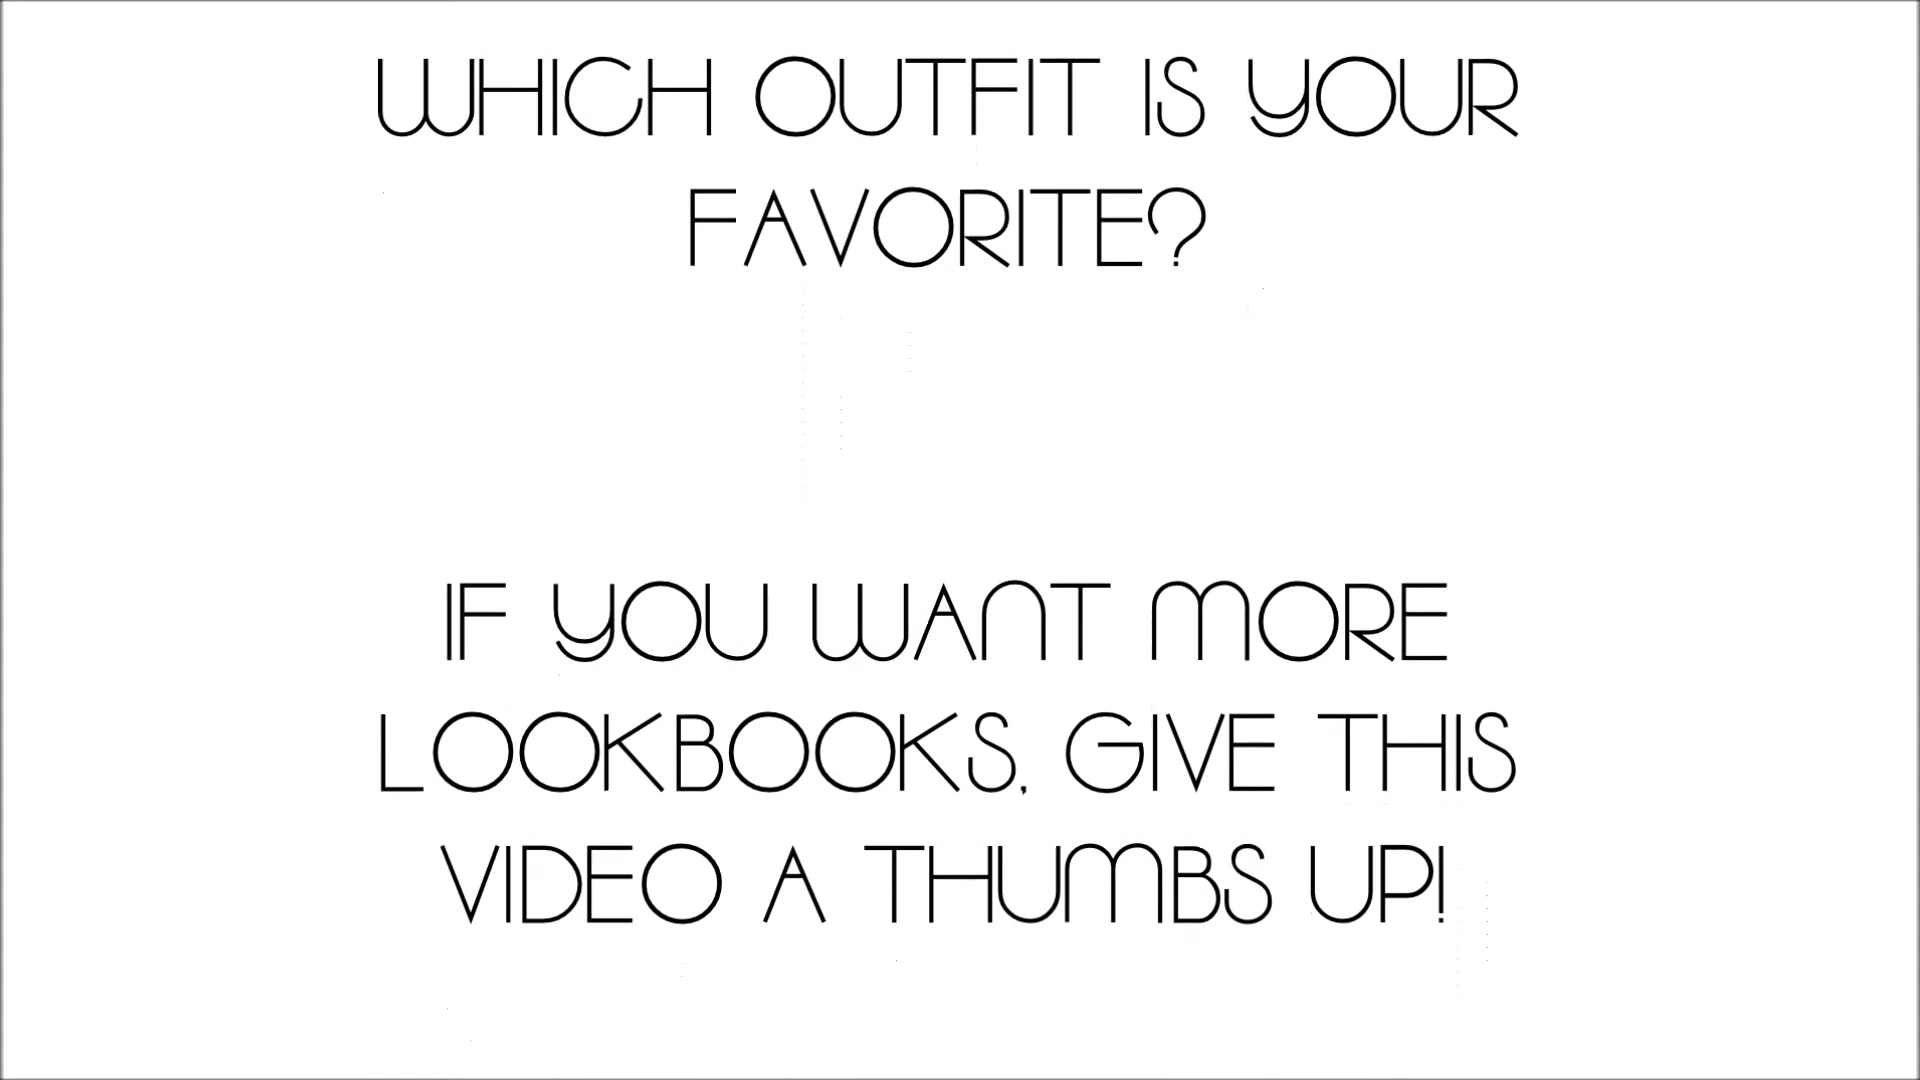 WHICH OUTFIT IS YOUR
FAVORITE?
IF YOU WANT MORE
LOOKBOOKS, GIVE THIS
VIDEO A THUMBS UP!